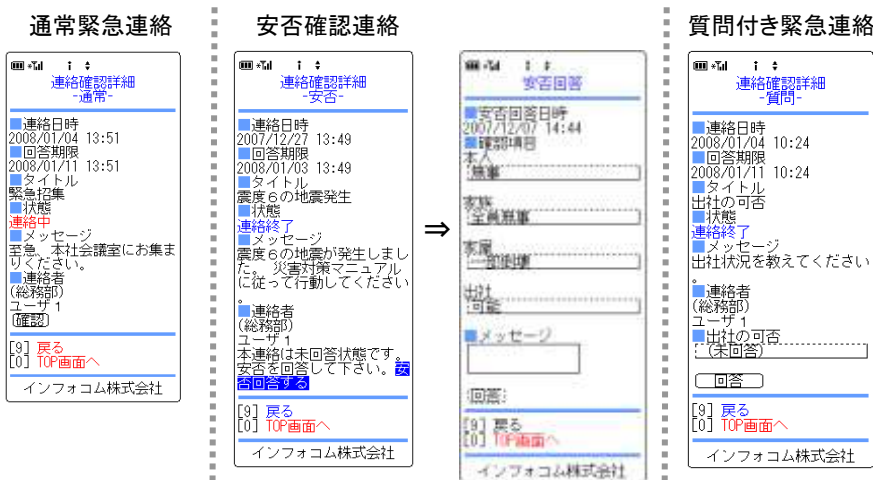 通常緊急連絡
連絡確認詳細
-通常-
■連絡日時
2008/01/04 13:51
■回答期限
2008/01/11 13:51
■タイトル
緊急招集
■状態
連絡中
■メッセージ
至急、本社会議室にお集ま
りください。
■連絡者
(総務部)
ユーザ１
確認
[9] 戻る
[0] TOP画面へ
インフォコム株式会社
安否確認連絡
連絡確認詳細
-安否-
■連絡日時
2007/12/27 13:49
■回答期限
2008/01/03 13:49
■タイトル
震度６の地震発生
■状態
連絡終了
■メッセージ
震度６の地震が発生しまし
た。 災害対策マニュアル
に従って行動してください
。
■連絡者
(総務部)
ユーザ１
本連絡は未回答状態です。
安否を回答して下さい。安
否回答する
[9] 戻る
[0] TOP画面へ
インフォコム株式会社
⇒
安否回答
■安否回答日時
2007/12/07 14:44
■確認項目
本人
無事
家族
全員無事
家屋
一部倒壊
出社
可能
■メッセージ
回答
[9] 戻る
[0] TOP画面へ
インフォコム株式会社
質問付き緊急連絡
連絡確認詳細
-質問-
■連絡日時
2008/01/04 10:24
■回答期限
2008/01/11 10:24
■タイトル
出社の可否
■状態
連絡終了
■メッセージ
出社状況を教えてください
。
■連絡者
(総務部)
ユーザ１
■出社の可否
(未回答)
回答
[9] 戻る
[0] TOP画面へ
インフォコム株式会社